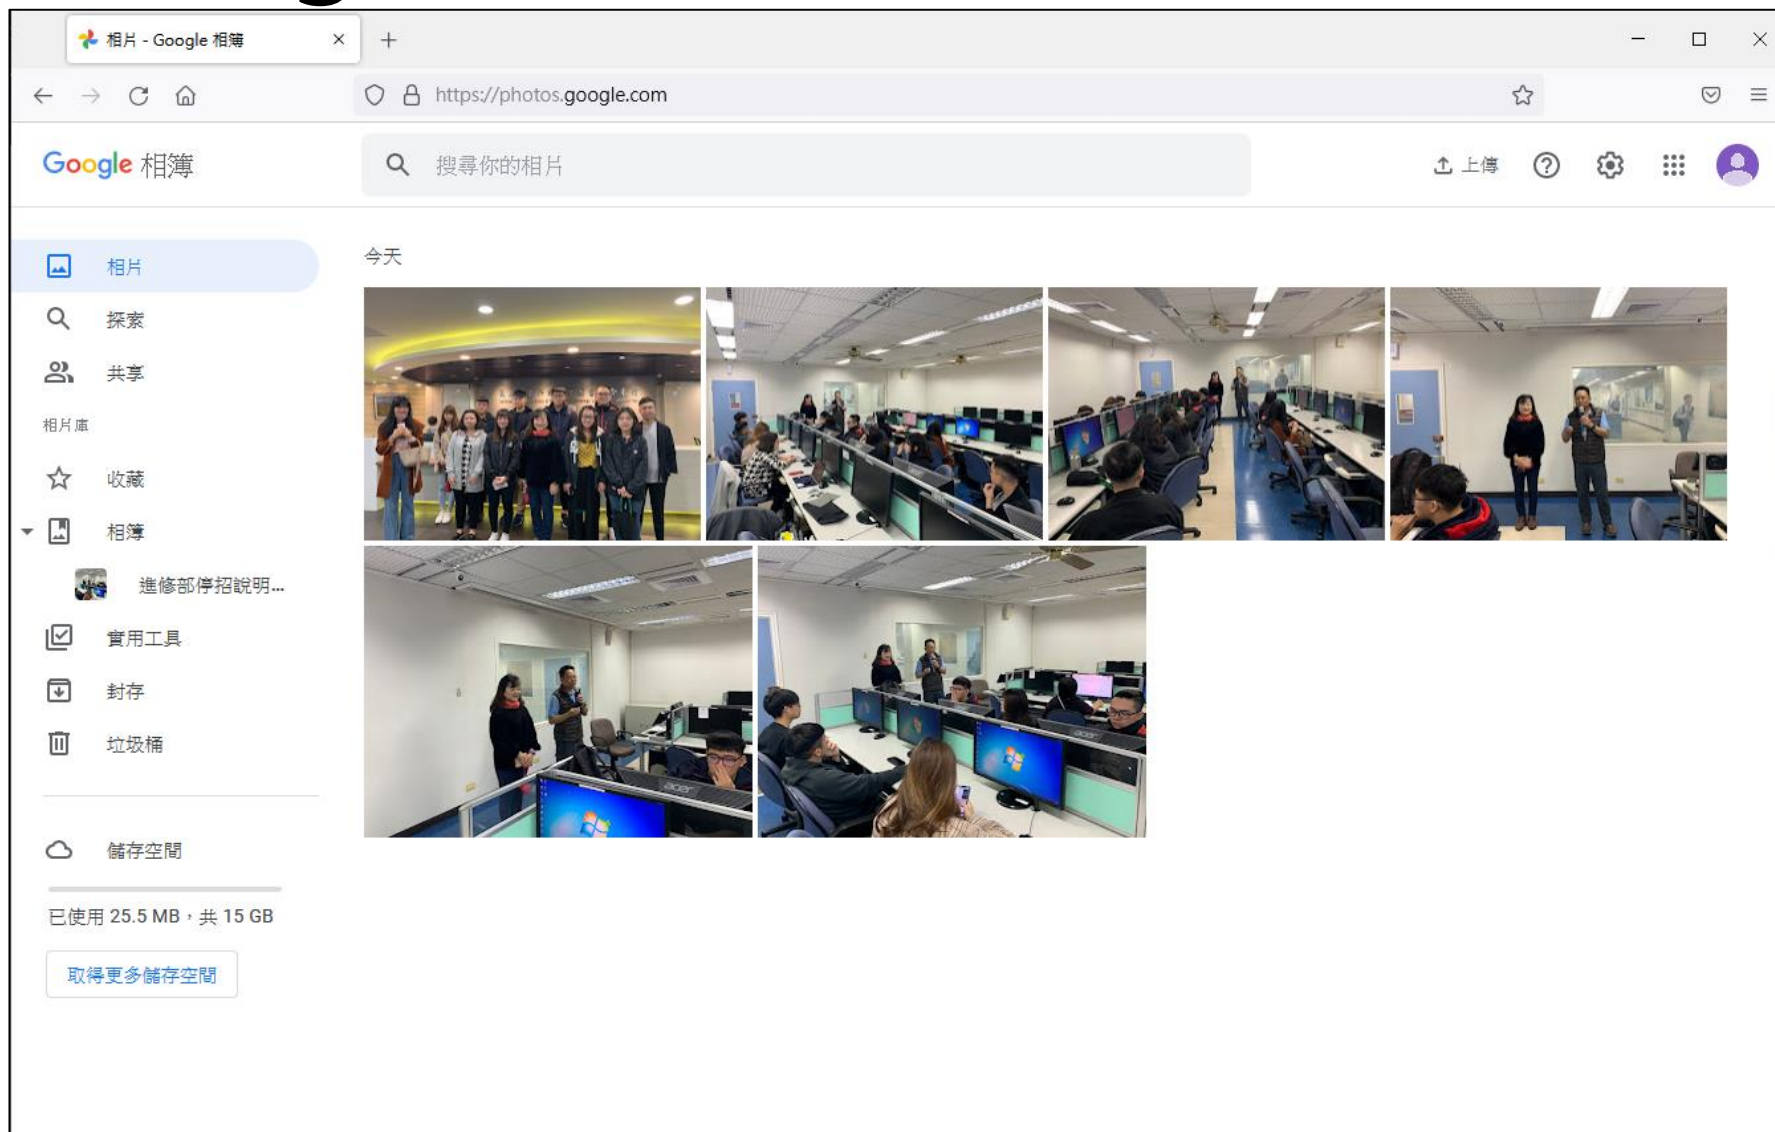 相片 - Google 相簿
https://photos.google.com
Google 相簿
搜尋你的相片
上傳
相片
今天
探索
共享
相片庫
收藏
相簿
進修部停招說明...
實用工具
封存
垃圾桶
儲存空間
已使用 25.5 MB，共 15 GB
取得更多儲存空間
acer
acer